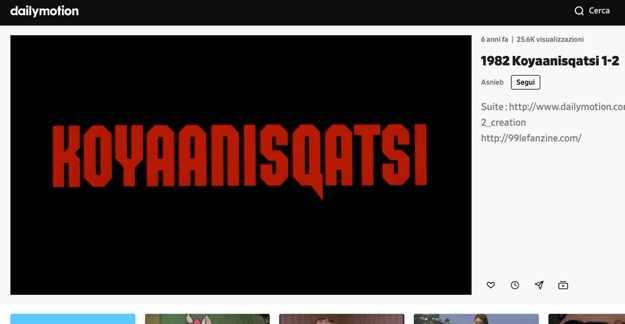 dailymotion
Cerca
KOYAANISQATSI
6 anni fa | 25.6K visualizzazioni
1982 Koyaanisqatsi 1-2
Asnieb Segui
Suite : http://www.dailymotion.co
2_creation
http://99lefanzine.com/